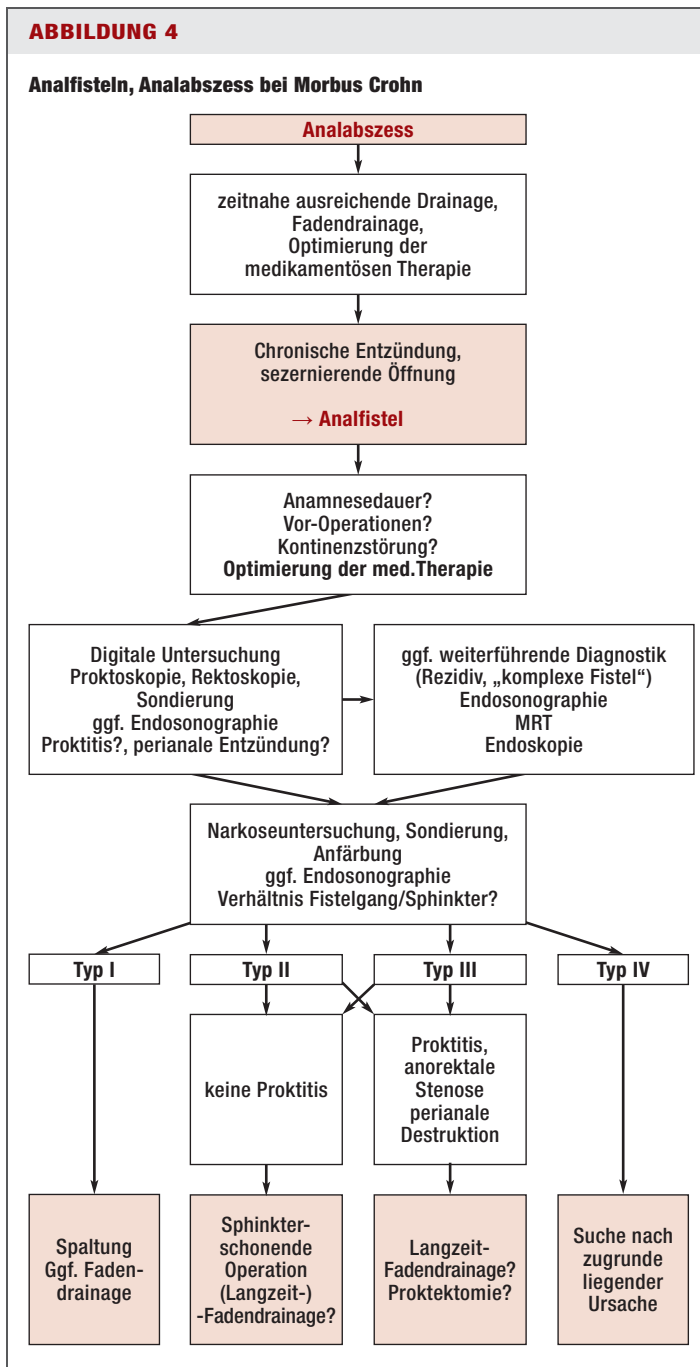 ABBILDUNG 4
Analfisteln, Analabszess bei Morbus Crohn
Analabszess
zeitnahe ausreichende Drainage,
Fadendrainage,
Optimierung der
medikamentösen Therapie
Chronische Entzündung,
sezernierende Öffnung
→ Analfistel
Anamnesedauer?
Vor-Operationen?
Kontinenzstörung?
Optimierung der med.Therapie
Digitale Untersuchung
Proktoskopie, Rektoskopie,
Sondierung
ggf. Endosonographie
Proktitis?, perianale Entzündung?
ggf. weiterführende Diagnostik
(Rezidiv, „komplexe Fistel“)
Endosonographie
MRT
Endoskopie
Narkoseuntersuchung, Sondierung,
Anfärbung
ggf. Endosonographie
Verhältnis Fistelgang/Sphinkter?
Typ I
Typ II
Typ III
Typ IV
keine Proktitis
Proktitis,
anorektale
Stenose
perianale
Destruktion
Spaltung
Ggf. Faden-
drainage
Sphinkter-
schonende
Operation
(Langzeit-)
-Fadendrainage?
Langzeit-
Fadendrainage?
Proktektomie?
Suche nach
zugrunde
liegender
Ursache